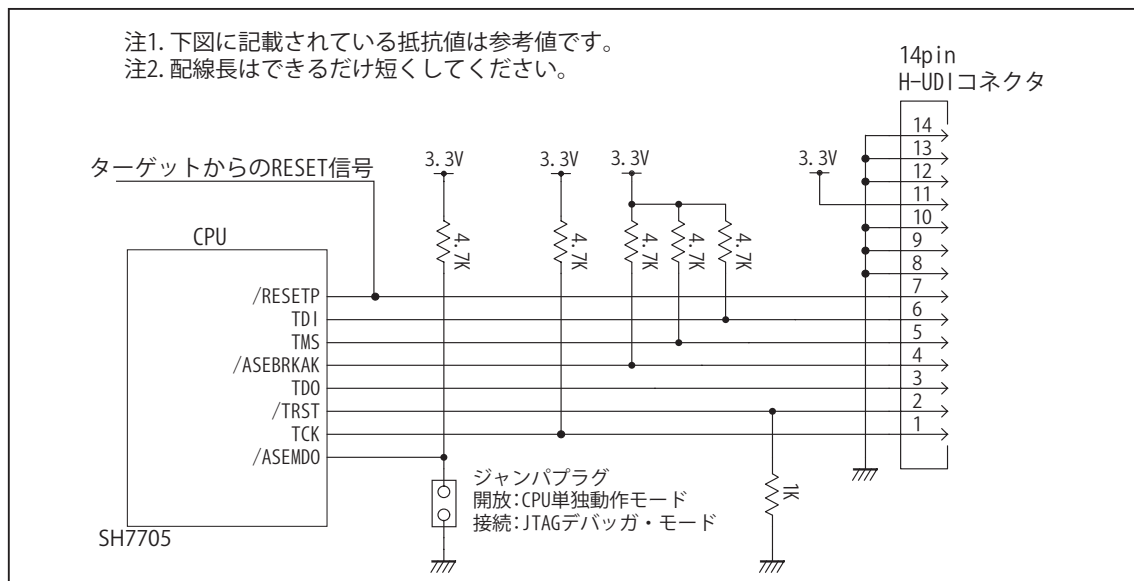 注1. 下図に記載されている抵抗値は参考値です。
注2. 配線長はできるだけ短くしてください。
14pin
H-UDIコネクタ
ターゲットからのRESET信号
3.3V
3.3V
3.3V
3.3V
4.7K
4.7K
4.7K
4.7K
4.7K
CPU
14
13
12
11
10
9
8
/RESETP
7
TDI
6
TMS
5
/ASEBRKAK
4
TDO
3
/TRST
2
TCK
1
/ASEMDO
ジャンパプラグ
開放:CPU単独動作モード
接続:JTAGデバッガ・モード
1K
SH7705